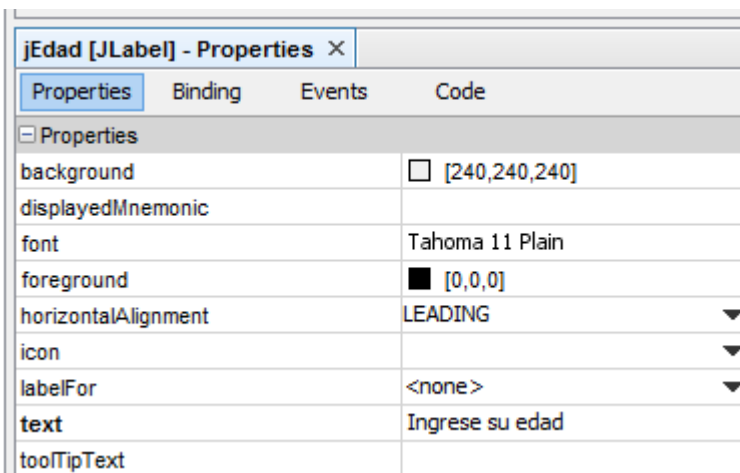 jEdad [JLabel] - Properties ×
Properties Binding Events Code
Properties
background [240,240,240]
displayedMnemonic
font Tahoma 11 Plain
foreground [0,0,0]
horizontalAlignment LEADING
icon
labelFor <none>
text Ingrese su edad
toolTipText